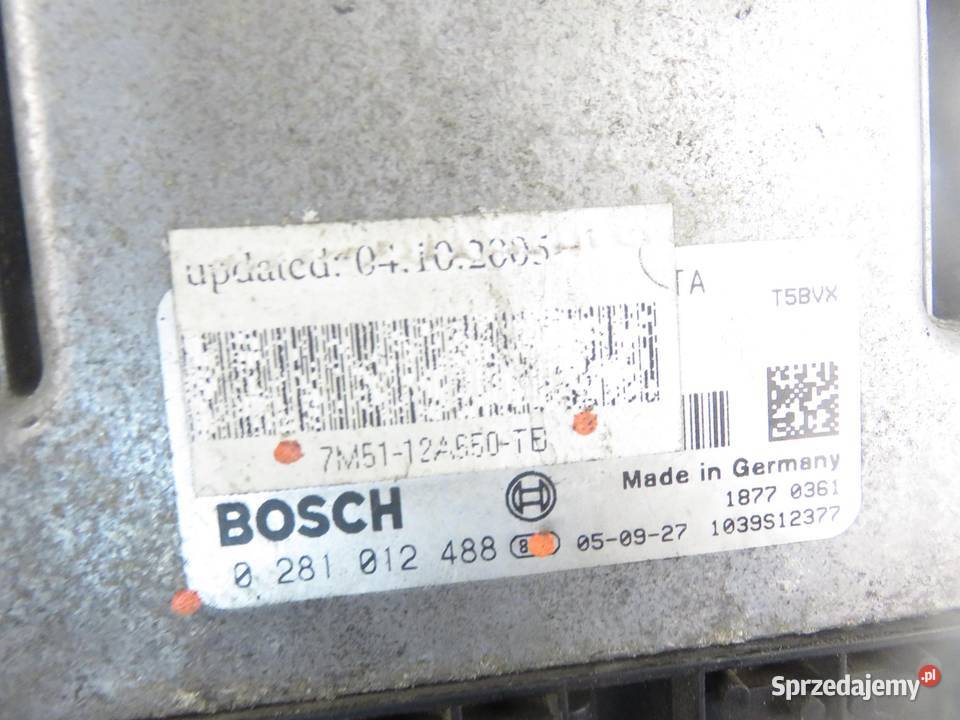 updated: 04.10.2005
TA
T5BVX
7M51-12A650-TB
Made in Germany
BOSCH
1877 0361
0 281 012 488
05-09-27 1039S12377
Sprzedajemy.pl